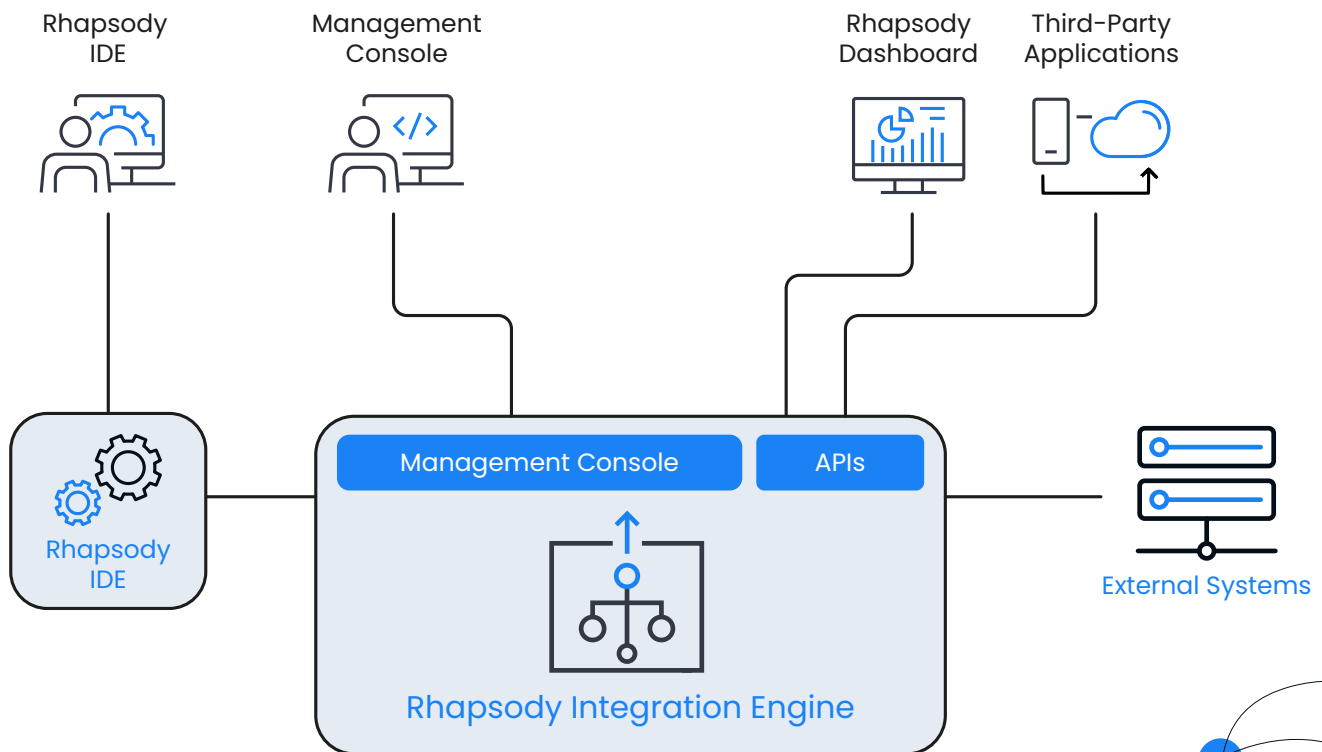 Rhapsody
IDE
Management
Console
Rhapsody
Dashboard
Third-Party
Applications
Management Console
APIs
Rhapsody
IDE
External Systems
Rhapsody Integration Engine